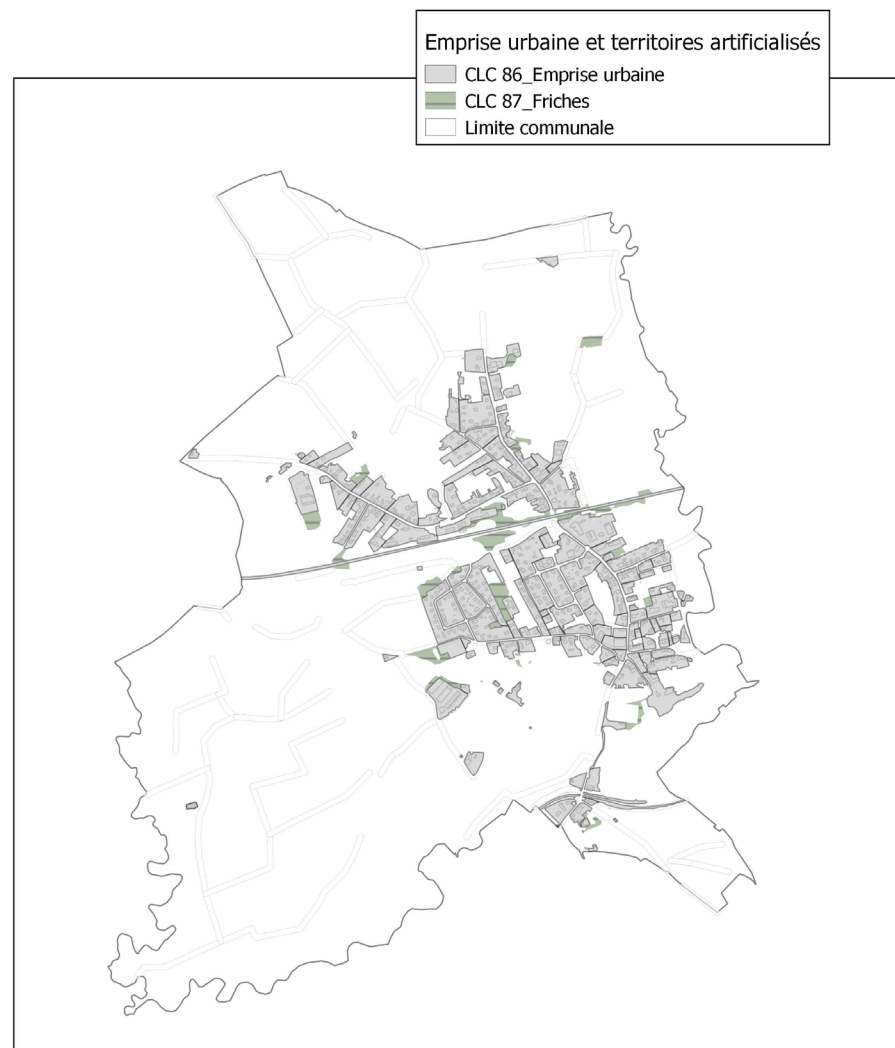 Emprise urbaine et territoires artificialisés
CLC 86_Emprise urbaine
CLC 87_Friches
Limite communale